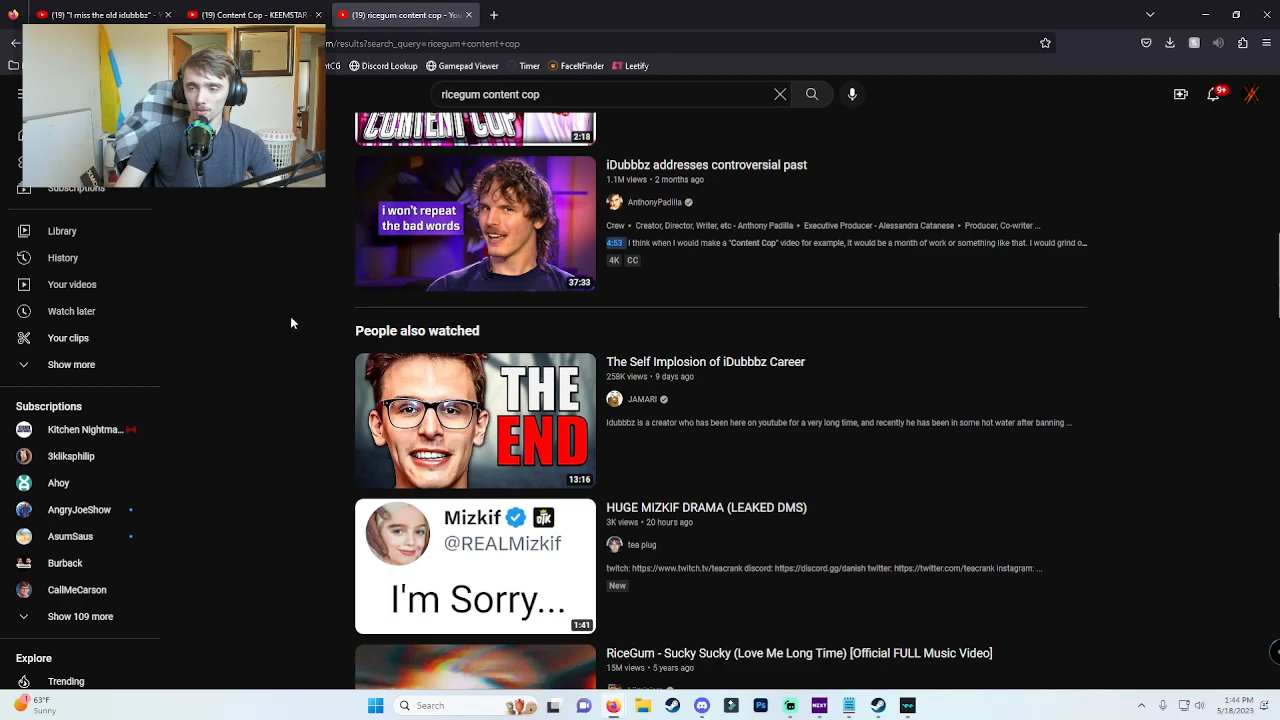 (19) "I miss the old idubbbz" - Y
(19) Content Cop - KEEMSTAR -
(19) ricegum content cop - You
m/results?search_query=ricegum+content+cop
Discord Lookup
Gamepad Viewer
Timer
FaceItFinder
Leetify
ricegum content cop
9+
CONTENT COP
2:18
i won't repeat
the bad words
37:33
iDubbbz addresses controversial past
1.1M views • 2 months ago
AnthonyPadilla
Crew ► Creator, Director, Writer, etc - Anthony Padilla ► Executive Producer - Alessandra Catanese ► Producer, Co-writer ...
4:53 I think when I would make a "Content Cop" video for example, it would be a month of work or something like that. I would grind o...
4K CC
People also watched
THE
END
13:16
The Self Implosion of iDubbbz Career
258K views • 9 days ago
JAMARI
Idubbbz is a creator who has been here on youtube for a very long time, and recently he has been in some hot water after banning ...
Mizkif
@REALMizkif
I'm Sorry...
1:41
HUGE MIZKIF DRAMA (LEAKED DMS)
3K views • 20 hours ago
tea plug
twitch: https://www.twitch.tv/teacrank discord: https://discord.gg/danish twitter: https://twitter.com/teacrank instagram: ...
New
RiceGum - Sucky Sucky (Love Me Long Time) [Official FULL Music Video]
15M views • 5 years ago
Subscriptions
Library
History
Your videos
Watch later
Your clips
Show more
Subscriptions
Kitchen Nightma...
3kliksphilip
Ahoy
AngryJoeShow
AsumSaus
Burback
CallMeCarson
Show 109 more
Explore
Trending
63°F
Sunny
Search
NEXT
1:44 PM
5/18/2023